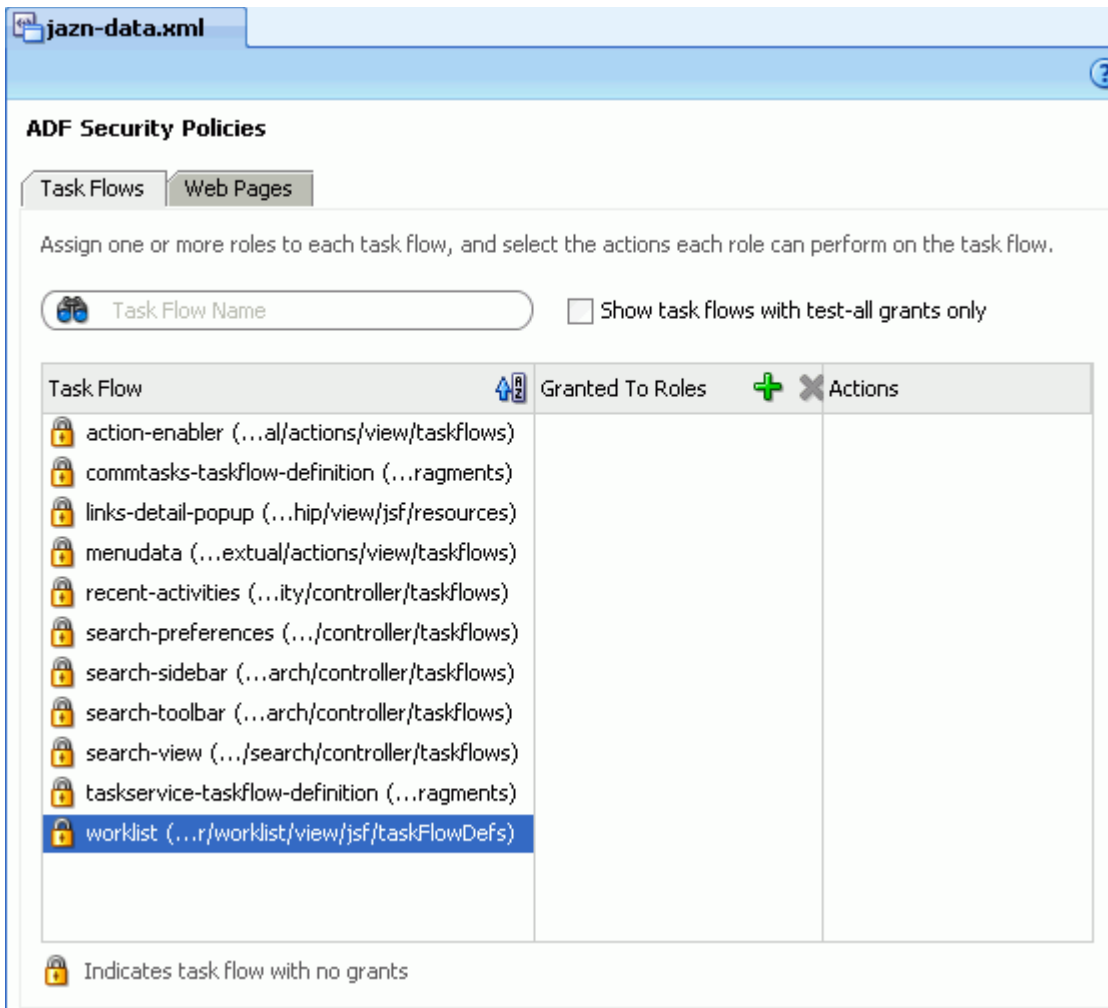 jazn-data.xml
?
ADF Security Policies
Task Flows Web Pages
Assign one or more roles to each task flow, and select the actions each role can perform on the task flow.
Task Flow Name Show task flows with test-all grants only
Task Flow Granted To Roles Actions
action-enabler (...al/actions/view/taskflows)
commtasks-taskflow-definition (...ragments)
links-detail-popup (...hip/view/jsf/resources)
menudata (...extual/actions/view/taskflows)
recent-activities (...ity/controller/taskflows)
search-preferences (.../controller/taskflows)
search-sidebar (...arch/controller/taskflows)
search-toolbar (...arch/controller/taskflows)
search-view (.../search/controller/taskflows)
taskservice-taskflow-definition (...ragments)
worklist (...r/worklist/view/jsf/taskFlowDefs)
Indicates task flow with no grants